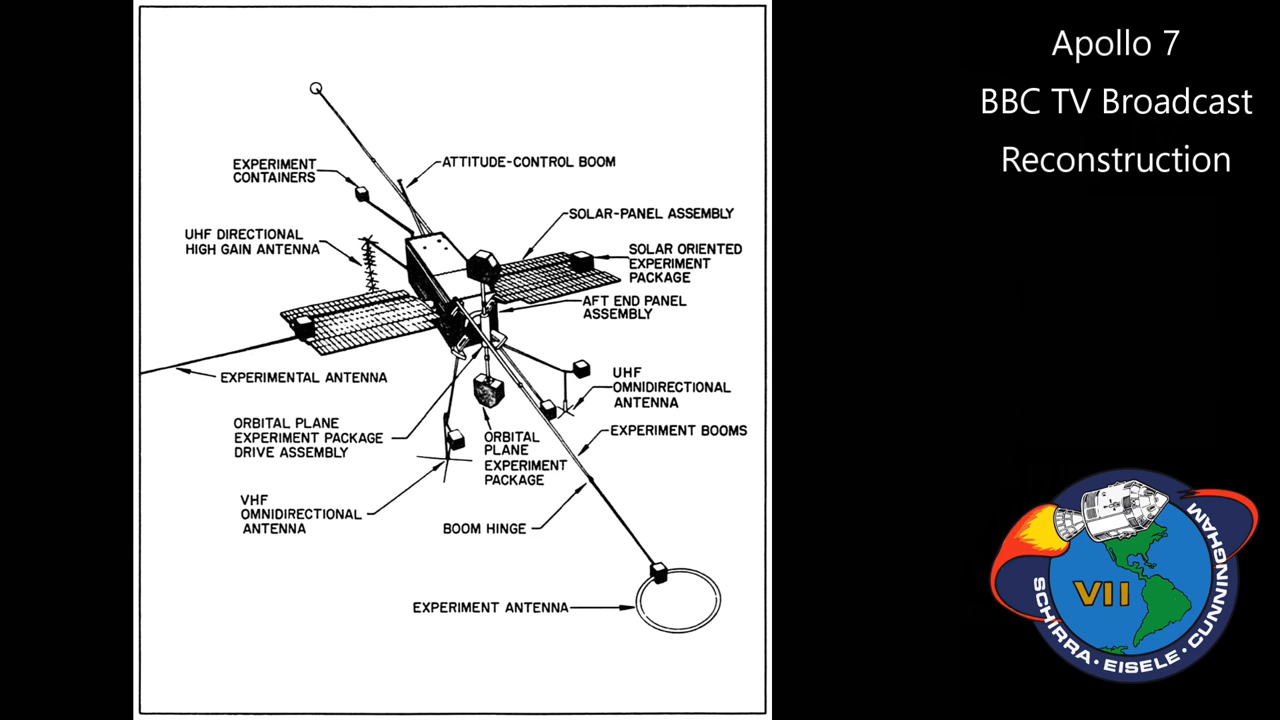 Apollo 7
BBC TV Broadcast
Reconstruction
EXPERIMENT
CONTAINERS
ATTITUDE-CONTROL BOOM
SOLAR-PANEL ASSEMBLY
UHF DIRECTIONAL
HIGH GAIN ANTENNA
SOLAR ORIENTED
EXPERIMENT
PACKAGE
AFT END PANEL
ASSEMBLY
EXPERIMENTAL ANTENNA
UHF
OMNIDIRECTIONAL
ANTENNA
ORBITAL PLANE
EXPERIMENT PACKAGE
DRIVE ASSEMBLY
ORBITAL
PLANE
EXPERIMENT
PACKAGE
EXPERIMENT BOOMS
VHF
OMNIDIRECTIONAL
ANTENNA
BOOM HINGE
EXPERIMENT ANTENNA
VII
SCHIRRA • EISELE • CUNNINGHAM